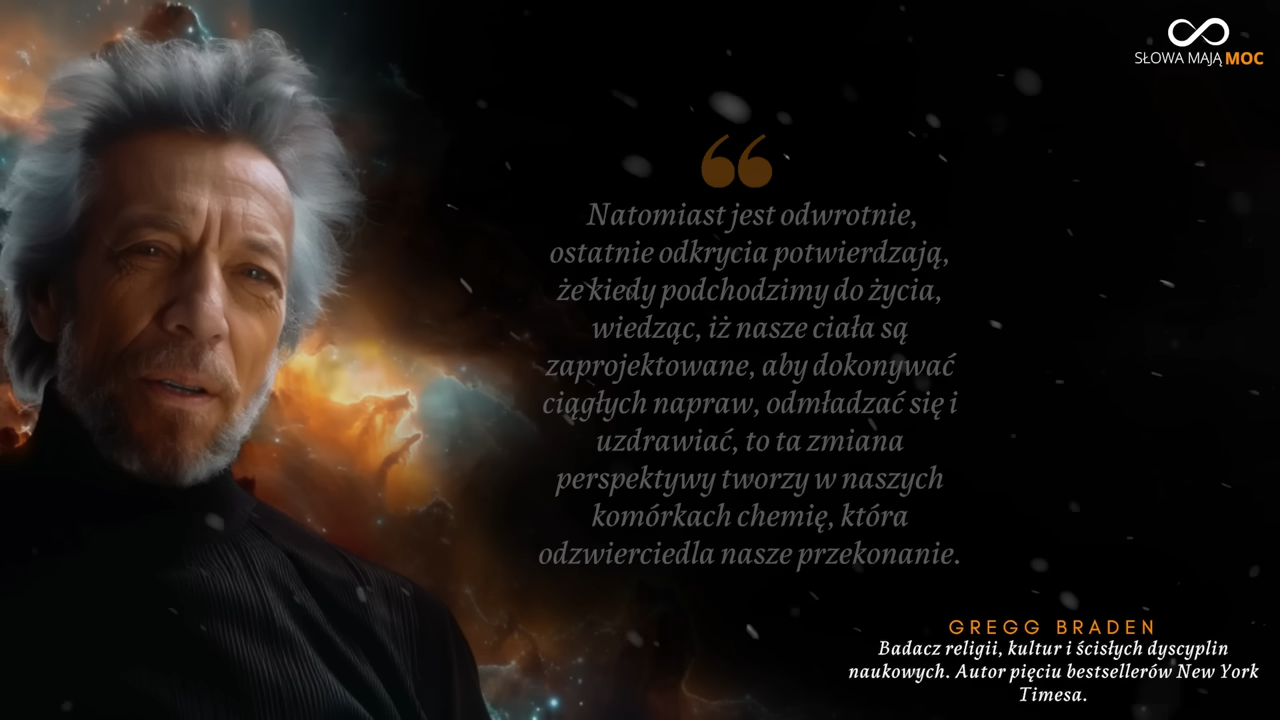 SŁOWA MAJĄ MOC
Natomiast jest odwrotnie,
ostatnie odkrycia potwierdzają,
że kiedy podchodzimy do życia,
wiedząc, iż nasze ciała są
zaprojektowane, aby dokonywać
ciągłych napraw, odmładzać się i
uzdrawiać, to ta zmiana
perspektywy tworzy w naszych
komórkach chemię, która
odzwierciedla nasze przekonanie.
GREGG BRADEN
Badacz religii, kultur i ścisłych dyscyplin
naukowych. Autor pięciu bestsellerów New York
Timesa.